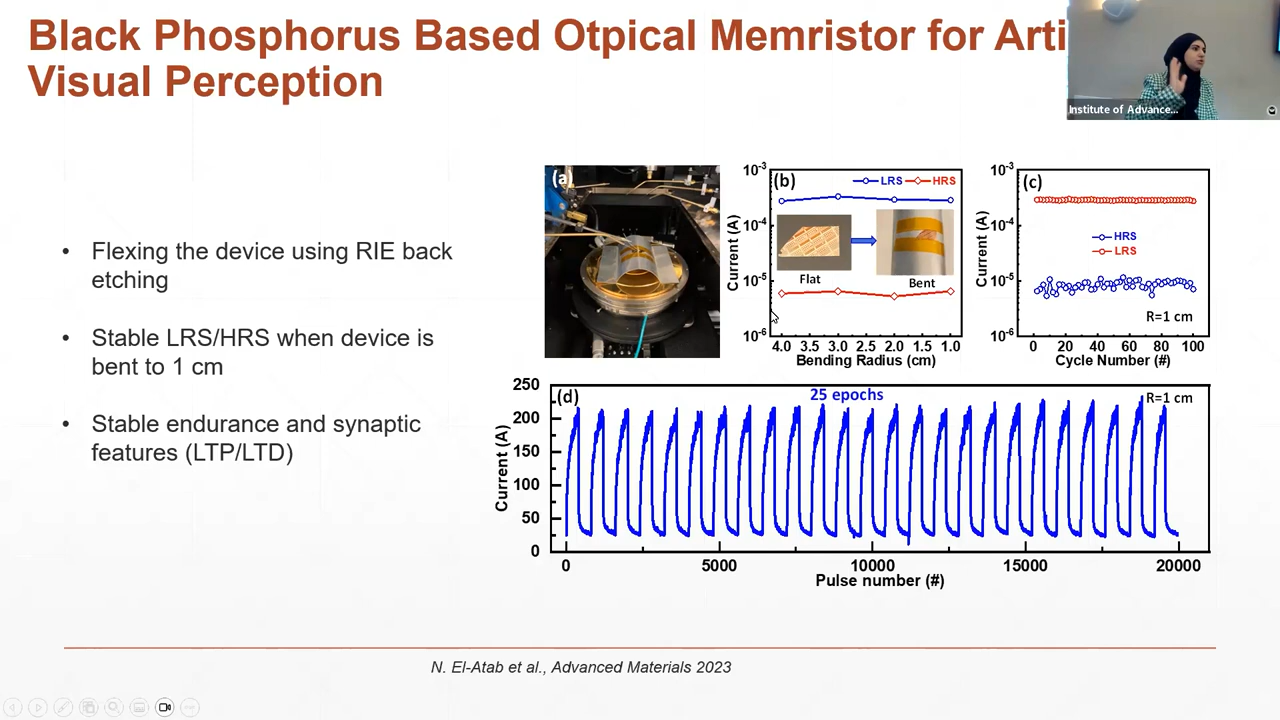 Black Phosphorus Based Otpical Memristor for Arti
Visual Perception
Institute of Advance...
• Flexing the device using RIE back
etching
• Stable LRS/HRS when device is
bent to 1 cm
• Stable endurance and synaptic
features (LTP/LTD)
(a)
(b)
LRS HRS
Current (A)
10⁻³
10⁻⁴
10⁻⁵
10⁻⁶
Flat
Bent
4.0 3.5 3.0 2.5 2.0 1.5 1.0
Bending Radius (cm)
(c)
Current (A)
10⁻³
10⁻⁴
10⁻⁵
10⁻⁶
HRS
LRS
R=1 cm
0 20 40 60 80 100
Cycle Number (#)
(d)
25 epochs
R=1 cm
Current (A)
250
200
150
100
50
0
0 5000 10000 15000 20000
Pulse number (#)
N. El-Atab et al., Advanced Materials 2023